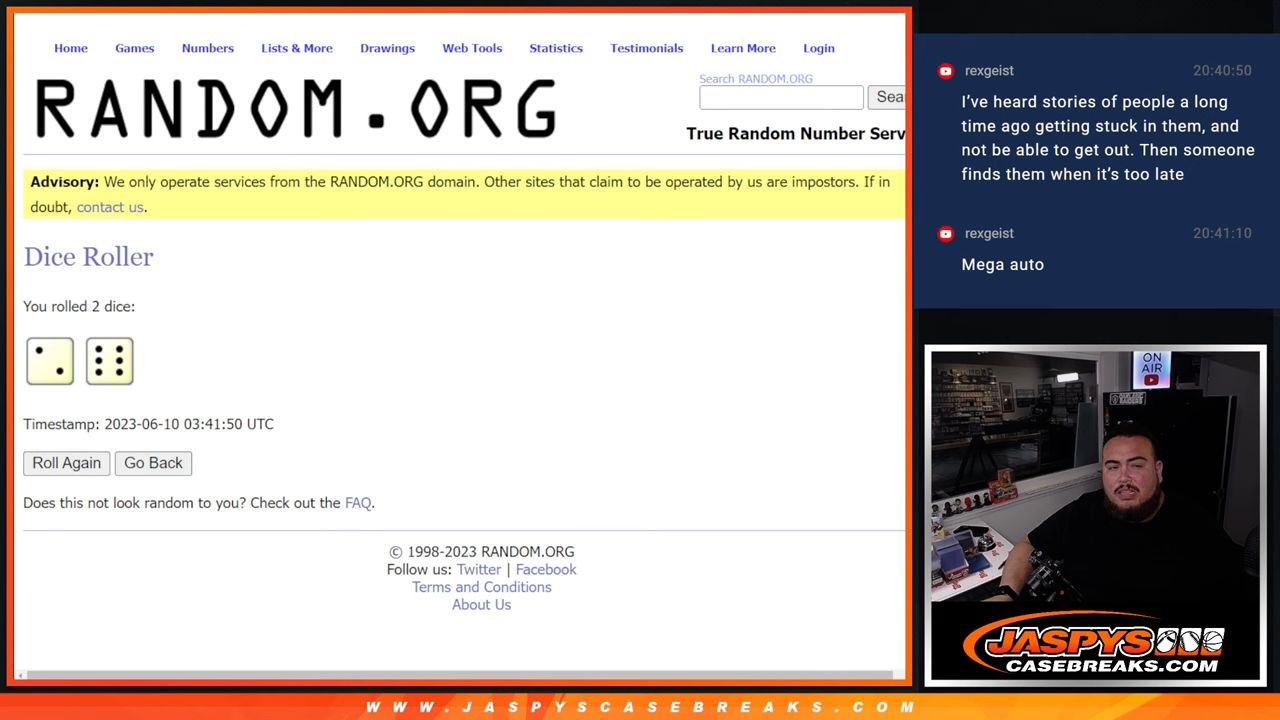 Home Games Numbers Lists & More Drawings Web Tools Statistics Testimonials Learn More Login
RANDOM.ORG
Search RANDOM.ORG
Sear
True Random Number Serv
Advisory: We only operate services from the RANDOM.ORG domain. Other sites that claim to be operated by us are impostors. If in
doubt, contact us.
Dice Roller
You rolled 2 dice:
Timestamp: 2023-06-10 03:41:50 UTC
Roll Again Go Back
Does this not look random to you? Check out the FAQ.
© 1998-2023 RANDOM.ORG
Follow us: Twitter | Facebook
Terms and Conditions
About Us
rexgeist 20:40:50
I’ve heard stories of people a long
time ago getting stuck in them, and
not be able to get out. Then someone
finds them when it’s too late
rexgeist 20:41:10
Mega auto
ON
AIR
JASPYS
CASEBREAKS.COM
WWW.JASPYSCASEBREAKS.COM